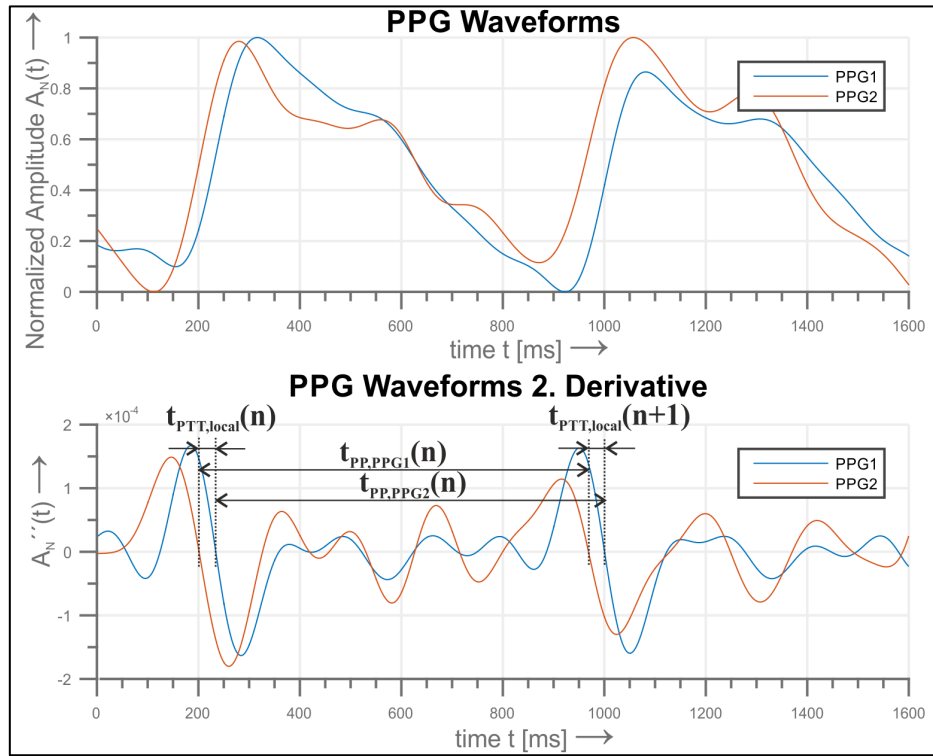 PPG Waveforms
Normalized Amplitude A_N(t) →
1
0.8
0.6
0.4
0.2
0
0 200 400 600 800 1000 1200 1400 1600
time t [ms] →
PPG1
PPG2
PPG Waveforms 2. Derivative
×10⁻⁴
t_PTT,local(n)
t_PTT,local(n+1)
t_PP,PPG1(n)
t_PP,PPG2(n)
A_N´´(t) →
2
1
0
-1
-2
0 200 400 600 800 1000 1200 1400 1600
time t [ms] →
PPG1
PPG2